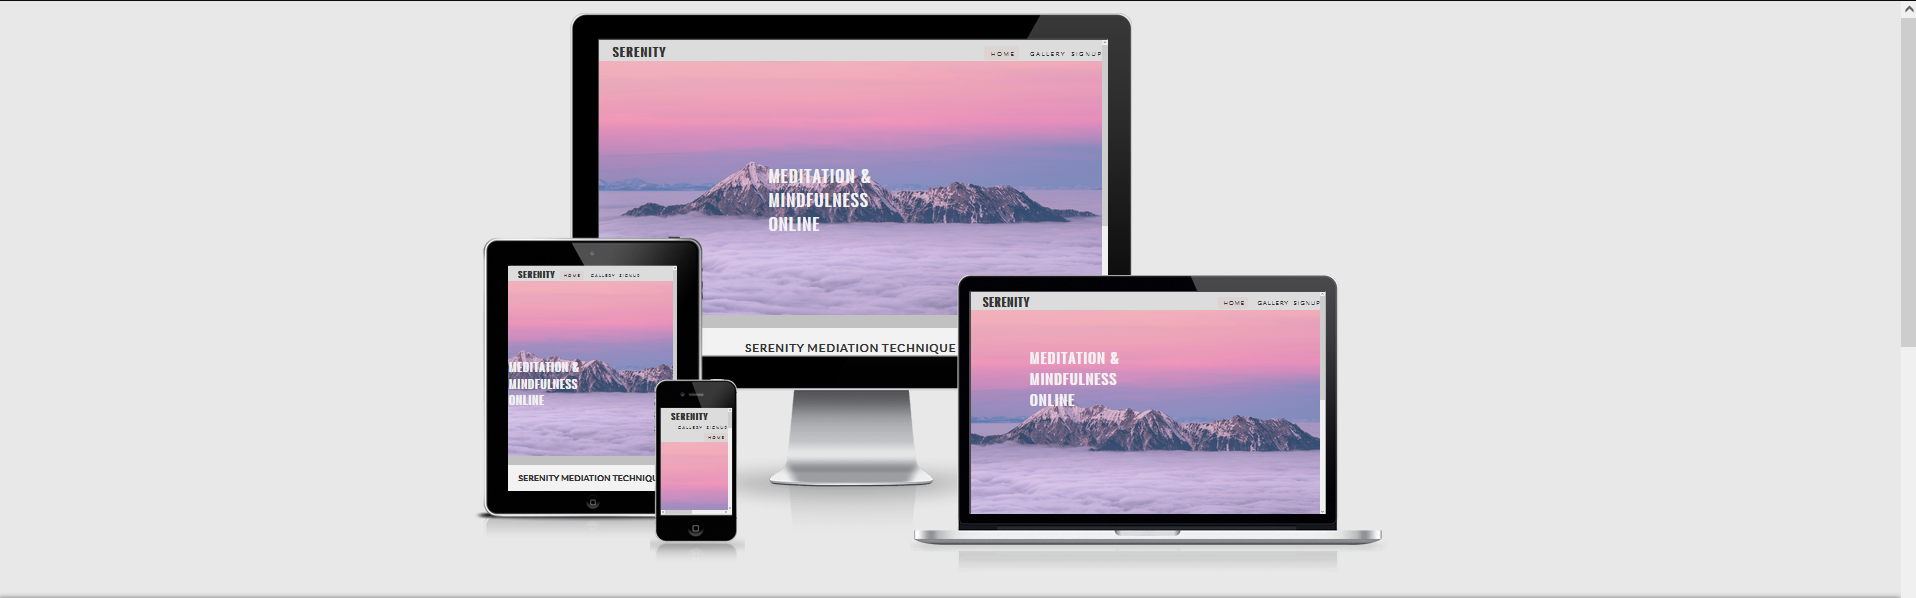 SERENITY
HOME GALLERY SIGNUP
MEDITATION &
MINDFULNESS
ONLINE
SERENITY MEDIATION TECHNIQUE
SERENITY
HOME GALLERY SIGNUP
MEDITATION &
MINDFULNESS
ONLINE
SERENITY MEDIATION TECHNIQU
SERENITY
GALLERY SIGNUP
HOME
SERENITY
HOME GALLERY SIGNUP
MEDITATION &
MINDFULNESS
ONLINE